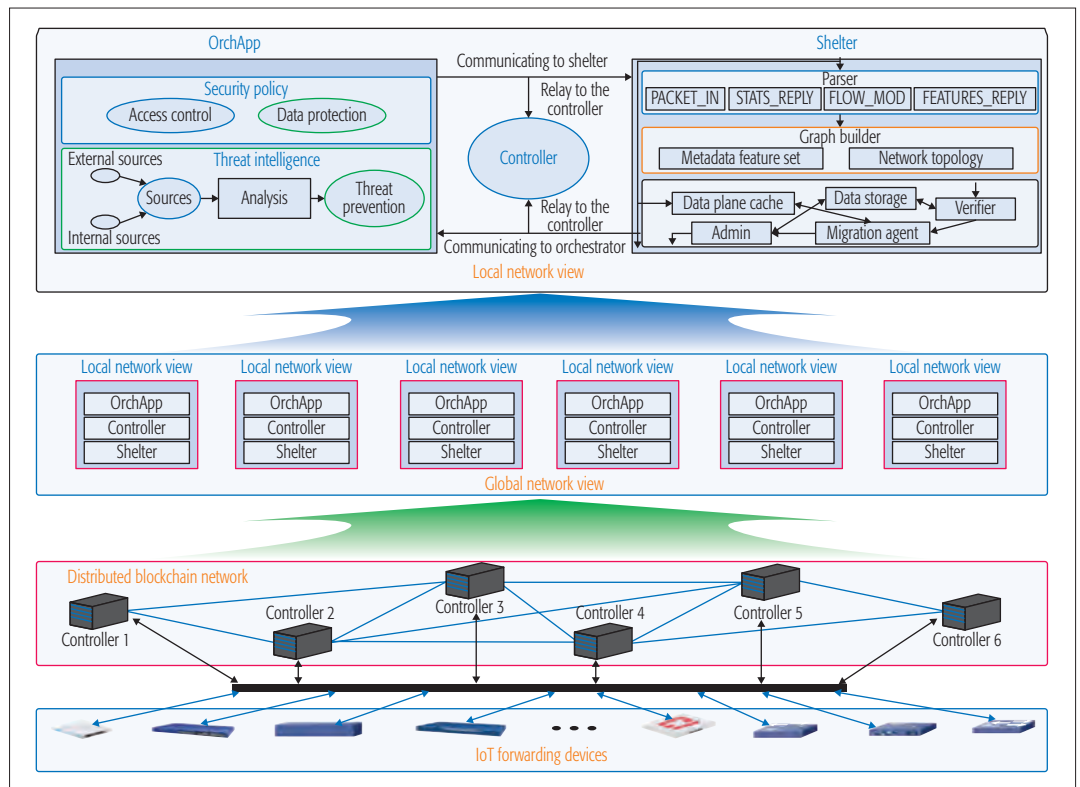 OrchApp
Communicating to shelter
Shelter
Security policy
Access control
Data protection
Relay to the
controller
Parser
PACKET_IN
STATS_REPLY
FLOW_MOD
FEATURES_REPLY
Graph builder
Metadata feature set
Network topology
External sources
Threat intelligence
Sources
Analysis
Threat
prevention
Internal sources
Controller
Relay to the
controller
Data plane cache
Data storage
Verifier
Admin
Migration agent
Communicating to orchestrator
Local network view
Local network view
Local network view
Local network view
Local network view
Local network view
Local network view
OrchApp
OrchApp
OrchApp
OrchApp
OrchApp
OrchApp
Controller
Controller
Controller
Controller
Controller
Controller
Shelter
Shelter
Shelter
Shelter
Shelter
Shelter
Global network view
Distributed blockchain network
Controller 1
Controller 2
Controller 3
Controller 4
Controller 5
Controller 6
IoT forwarding devices